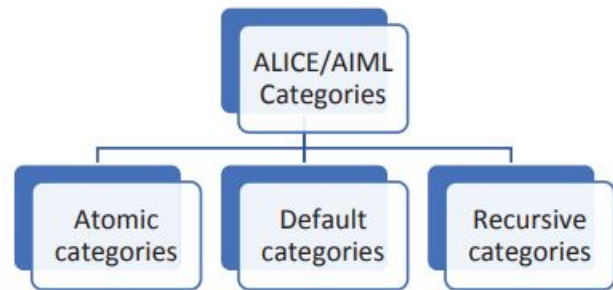 ALICE/AIML
Categories
Atomic
categories
Default
categories
Recursive
categories